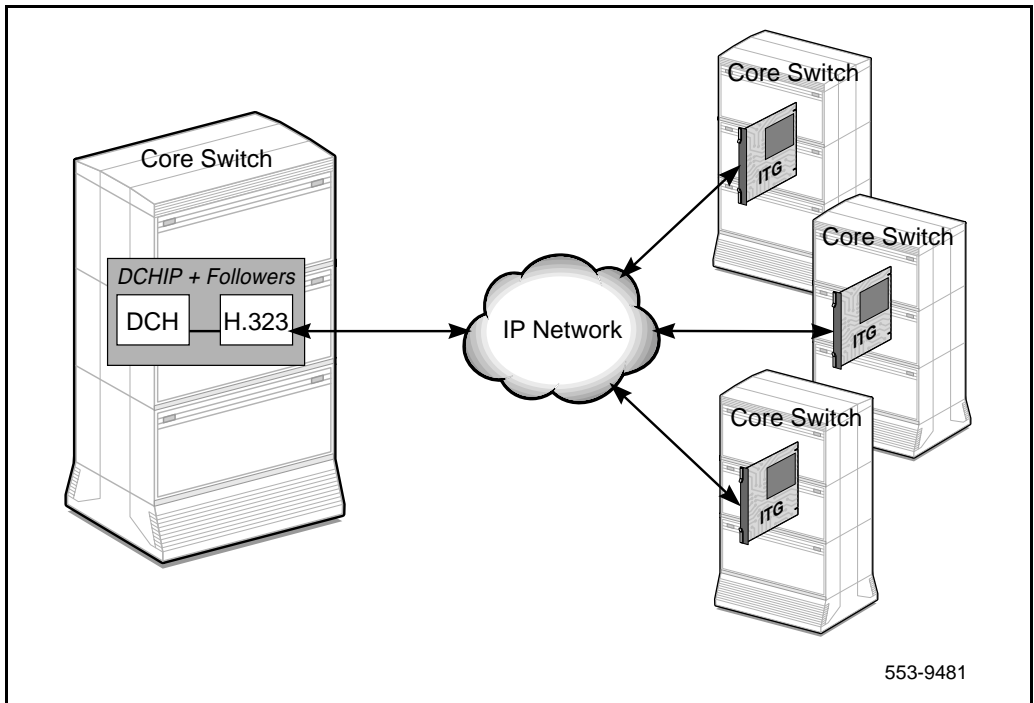 Core Switch
DCHIP + Followers
DCH
H.323
IP Network
Core Switch
ITG
Core Switch
ITG
Core Switch
ITG
553-9481